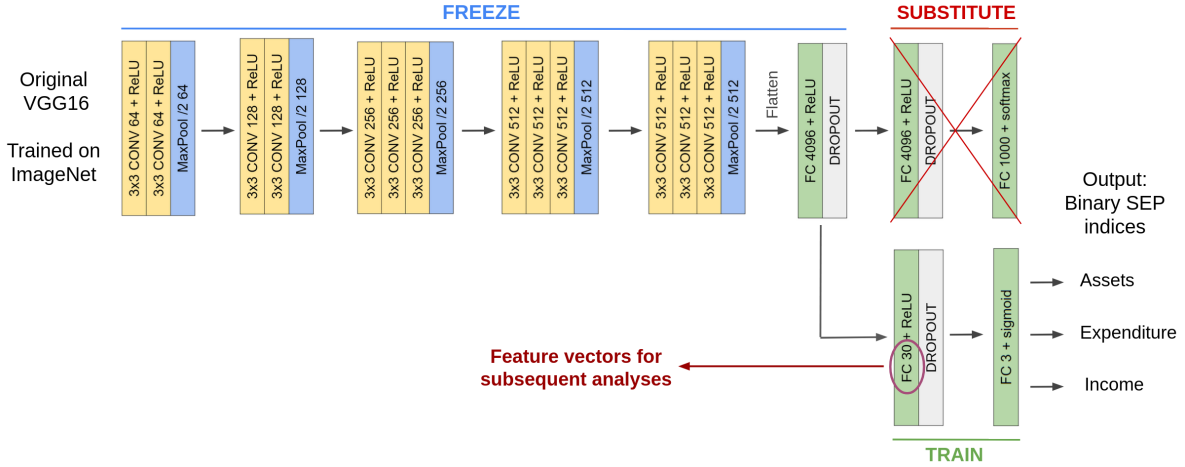 FREEZE
SUBSTITUTE
Original
VGG16
Trained on
ImageNet
3x3 CONV 64 + ReLU
3x3 CONV 64 + ReLU
MaxPool /2 64
3x3 CONV 128 + ReLU
3x3 CONV 128 + ReLU
MaxPool /2 128
3x3 CONV 256 + ReLU
3x3 CONV 256 + ReLU
3x3 CONV 256 + ReLU
MaxPool /2 256
3x3 CONV 512 + ReLU
3x3 CONV 512 + ReLU
3x3 CONV 512 + ReLU
MaxPool /2 512
3x3 CONV 512 + ReLU
3x3 CONV 512 + ReLU
3x3 CONV 512 + ReLU
MaxPool /2 512
Flatten
FC 4096 + ReLU
DROPOUT
FC 4096 + ReLU
DROPOUT
FC 1000 + softmax
Output:
Binary SEP
indices
FC 30 + ReLU
DROPOUT
FC 3 + sigmoid
Assets
Expenditure
Income
Feature vectors for
subsequent analyses
TRAIN